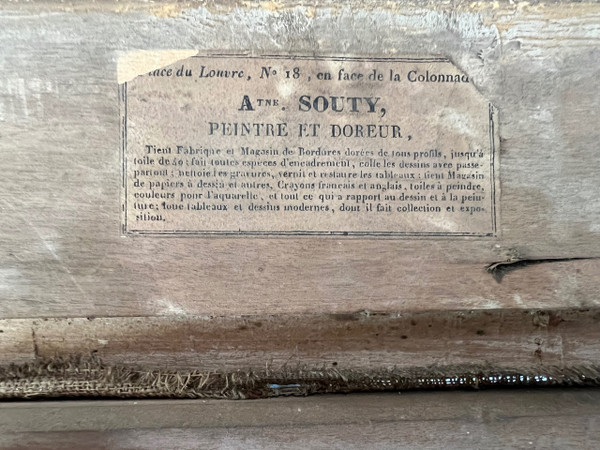 Place du Louvre, Nº 18, en face de la Colonnad
Atne. SOUTY,
PEINTRE ET DOREUR,
Tient Fabrique et Magasin de Bordures dorées de tous profils, jusqu'à
toile de 40; fait toutes espèces d'encadrement, colle les dessins avec passe-
partout; nettoie les gravures, vernit et restaure les tableaux; tient Magasin
de papiers à dessin et autres, Crayons français et anglais, toiles à peindre,
couleurs pour l'aquarelle, et tout ce qui a rapport au dessin et à la pein-
ture; loue tableaux et dessins modernes, dont il fait collection et expo-
sition.